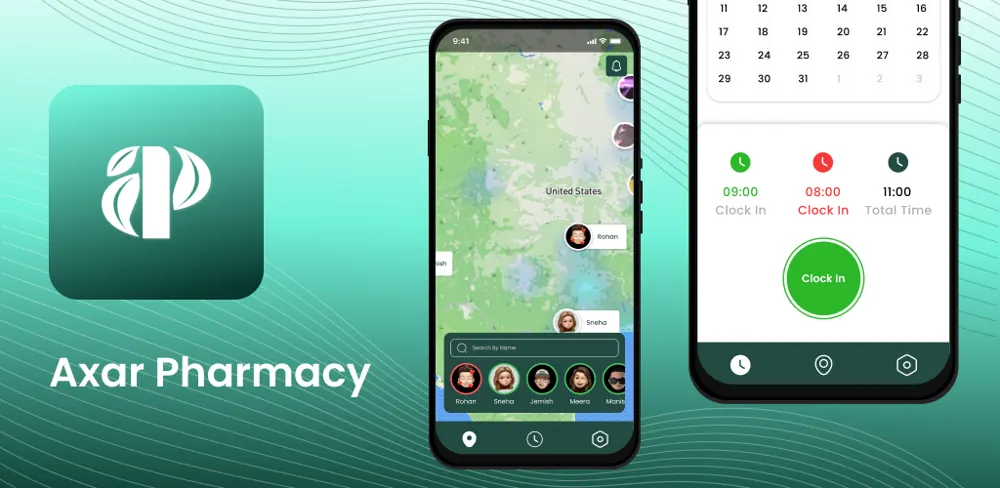 Axar Pharmacy
9:41
United States
Rohan
ish
Sneha
Search By Name
Rohan Sneha Jemish Meera Manis
11 12 13 14 15 16
17 18 19 20 21 22
23 24 25 26 27 28
29 30 31 1 2 3
09:00 08:00 11:00
Clock In Clock In Total Time
Clock In